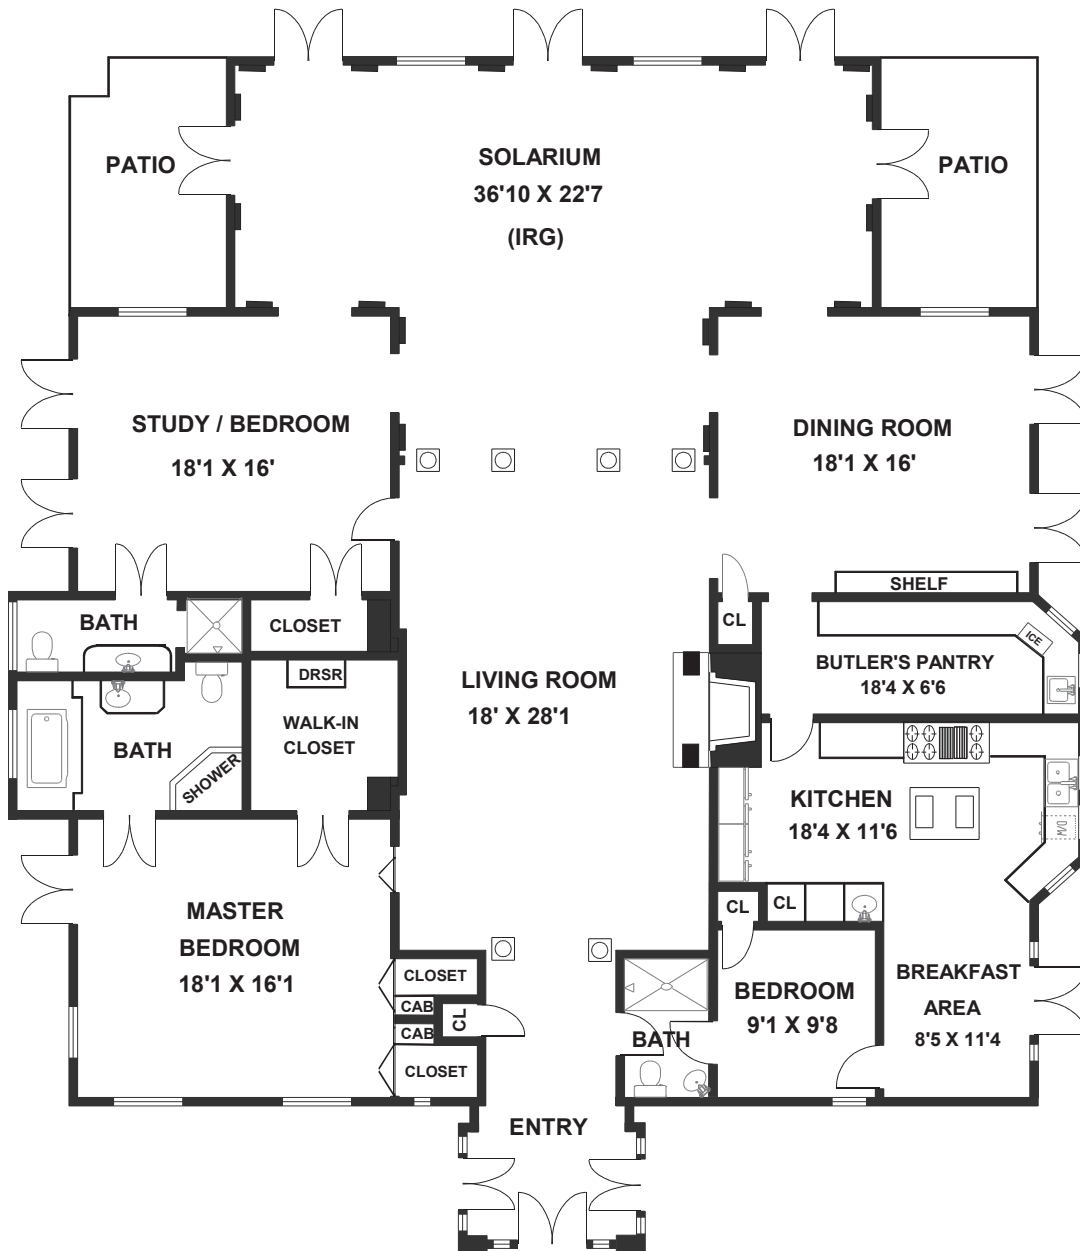 PATIO
SOLARIUM
36'10 X 22'7
(IRG)
PATIO
STUDY / BEDROOM
18'1 X 16'
DINING ROOM
18'1 X 16'
SHELF
BATH
CLOSET
CL
ICE
BUTLER'S PANTRY
18'4 X 6'6
DRSR
LIVING ROOM
18' X 28'1
WALK-IN
CLOSET
BATH
SHOWER
KITCHEN
18'4 X 11'6
D/W
CL
CL
MASTER
BEDROOM
18'1 X 16'1
CLOSET
CAB
CL
CAB
CLOSET
BATH
BEDROOM
9'1 X 9'8
BREAKFAST
AREA
8'5 X 11'4
ENTRY